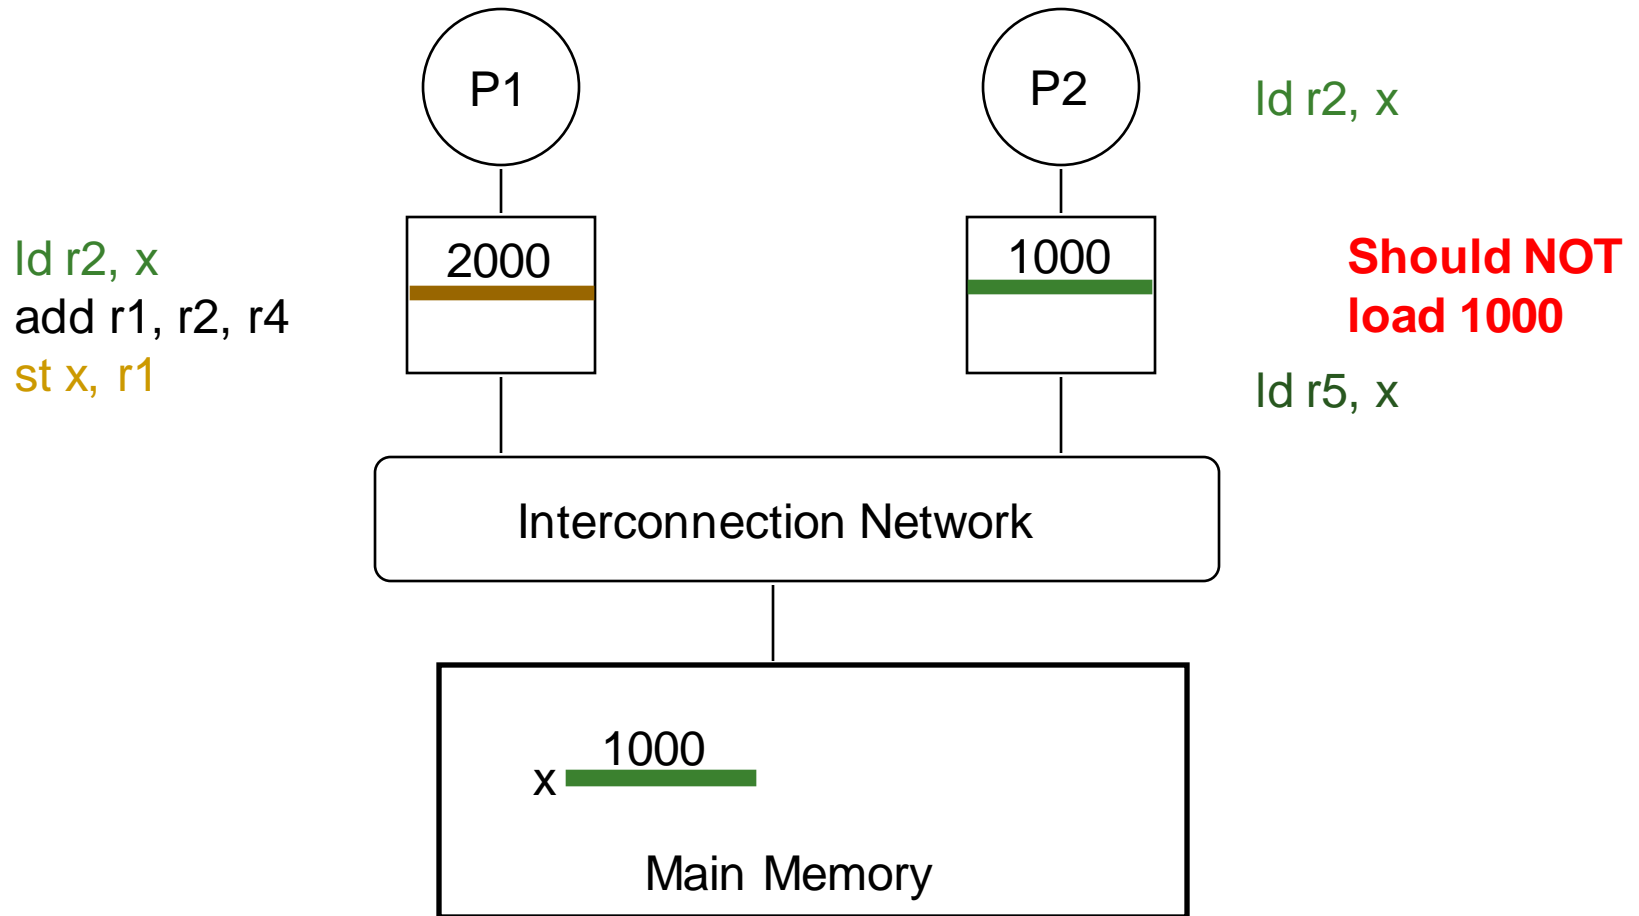 P1
P2
ld r2, x
ld r2, x
add r1, r2, r4
st x, r1
2000
1000
Should NOT
load 1000
ld r5, x
Interconnection Network
1000
x
Main Memory